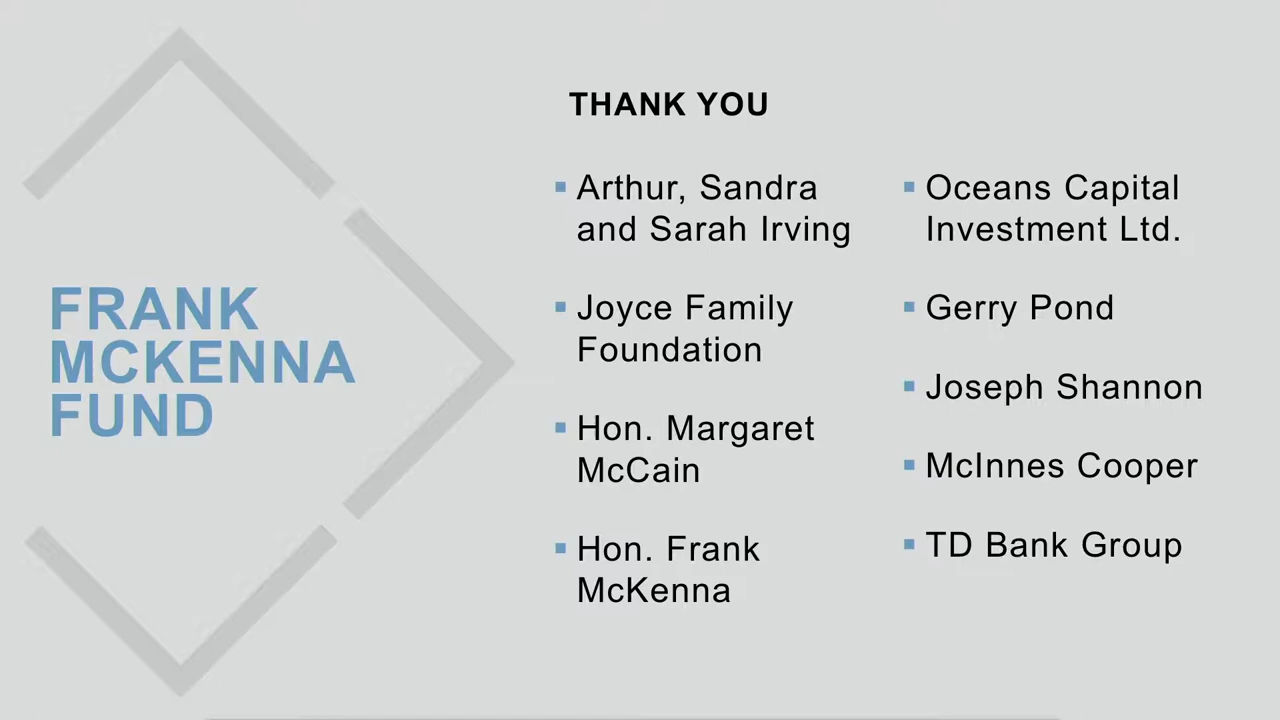 FRANK
MCKENNA
FUND
THANK YOU
Arthur, Sandra
and Sarah Irving
Joyce Family
Foundation
Hon. Margaret
McCain
Hon. Frank
McKenna
Oceans Capital
Investment Ltd.
Gerry Pond
Joseph Shannon
McInnes Cooper
TD Bank Group